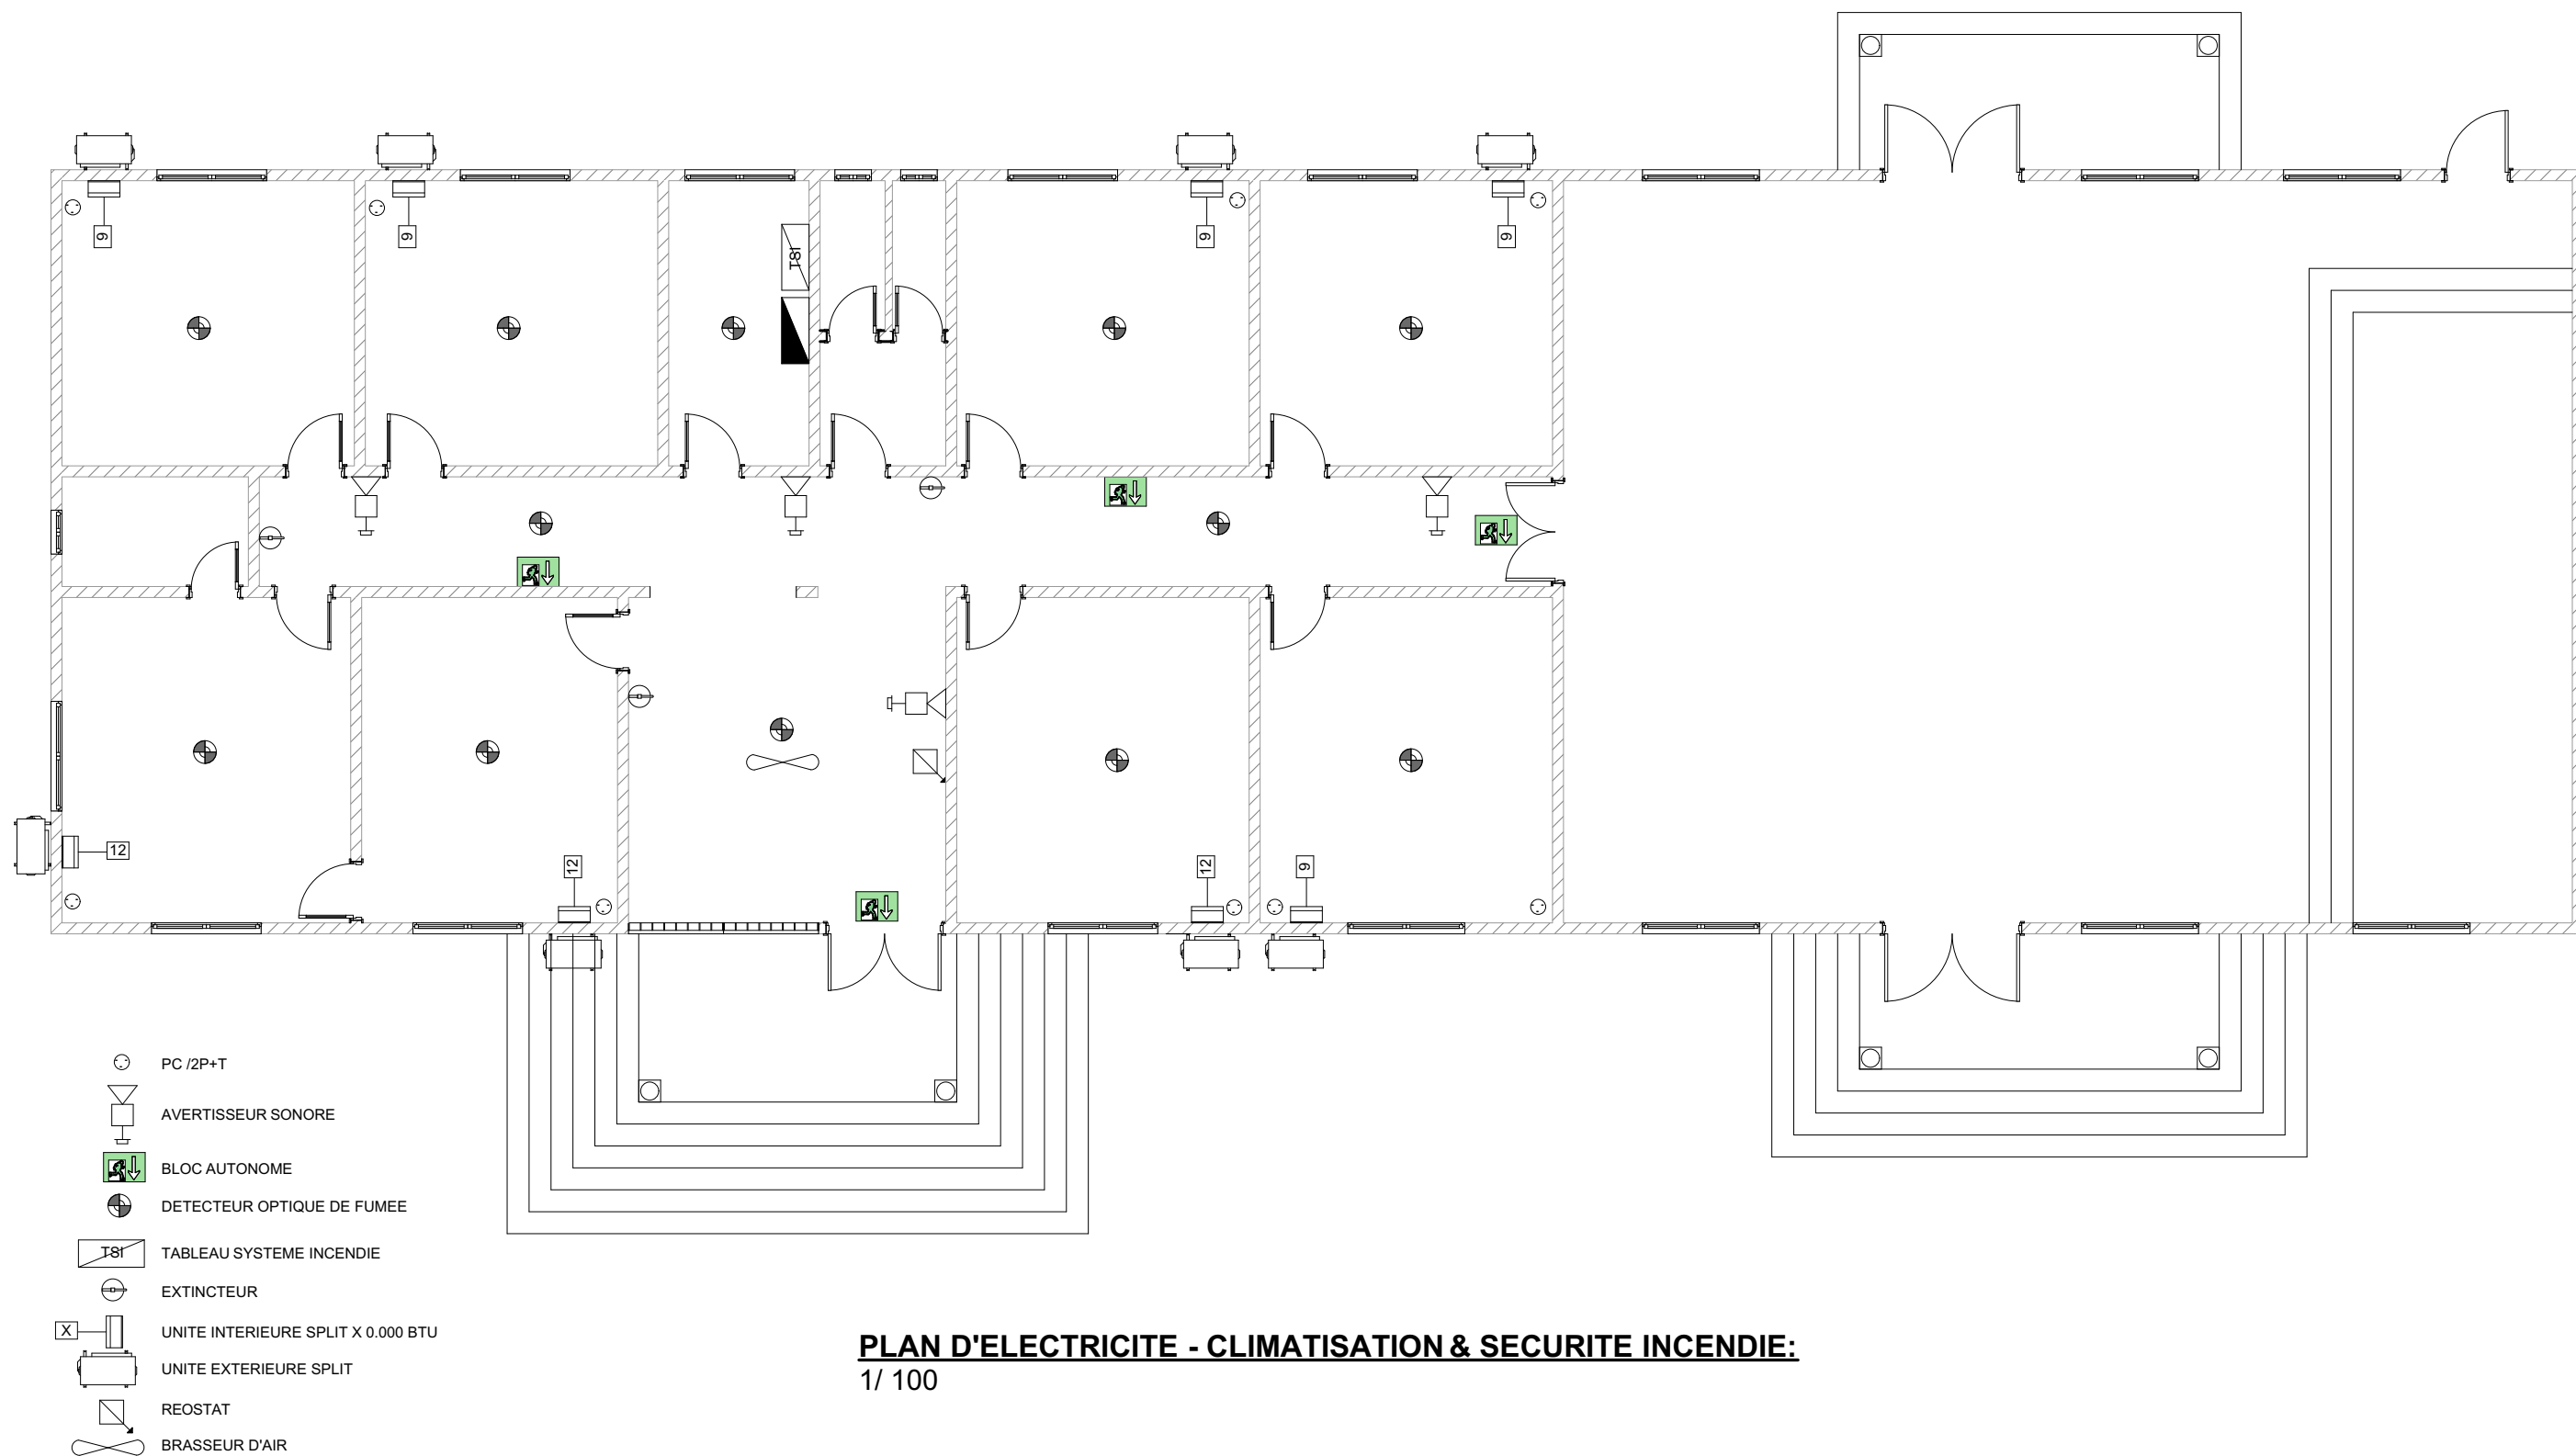 9
9
9
9
TSI
12
12
12
9
PC /2P+T
AVERTISSEUR SONORE
BLOC AUTONOME
DETECTEUR OPTIQUE DE FUMEE
TSI
TABLEAU SYSTEME INCENDIE
EXTINCTEUR
X
UNITE INTERIEURE SPLIT X 0.000 BTU
UNITE EXTERIEURE SPLIT
REOSTAT
BRASSEUR D'AIR
PLAN D'ELECTRICITE - CLIMATISATION & SECURITE INCENDIE:
1/ 100